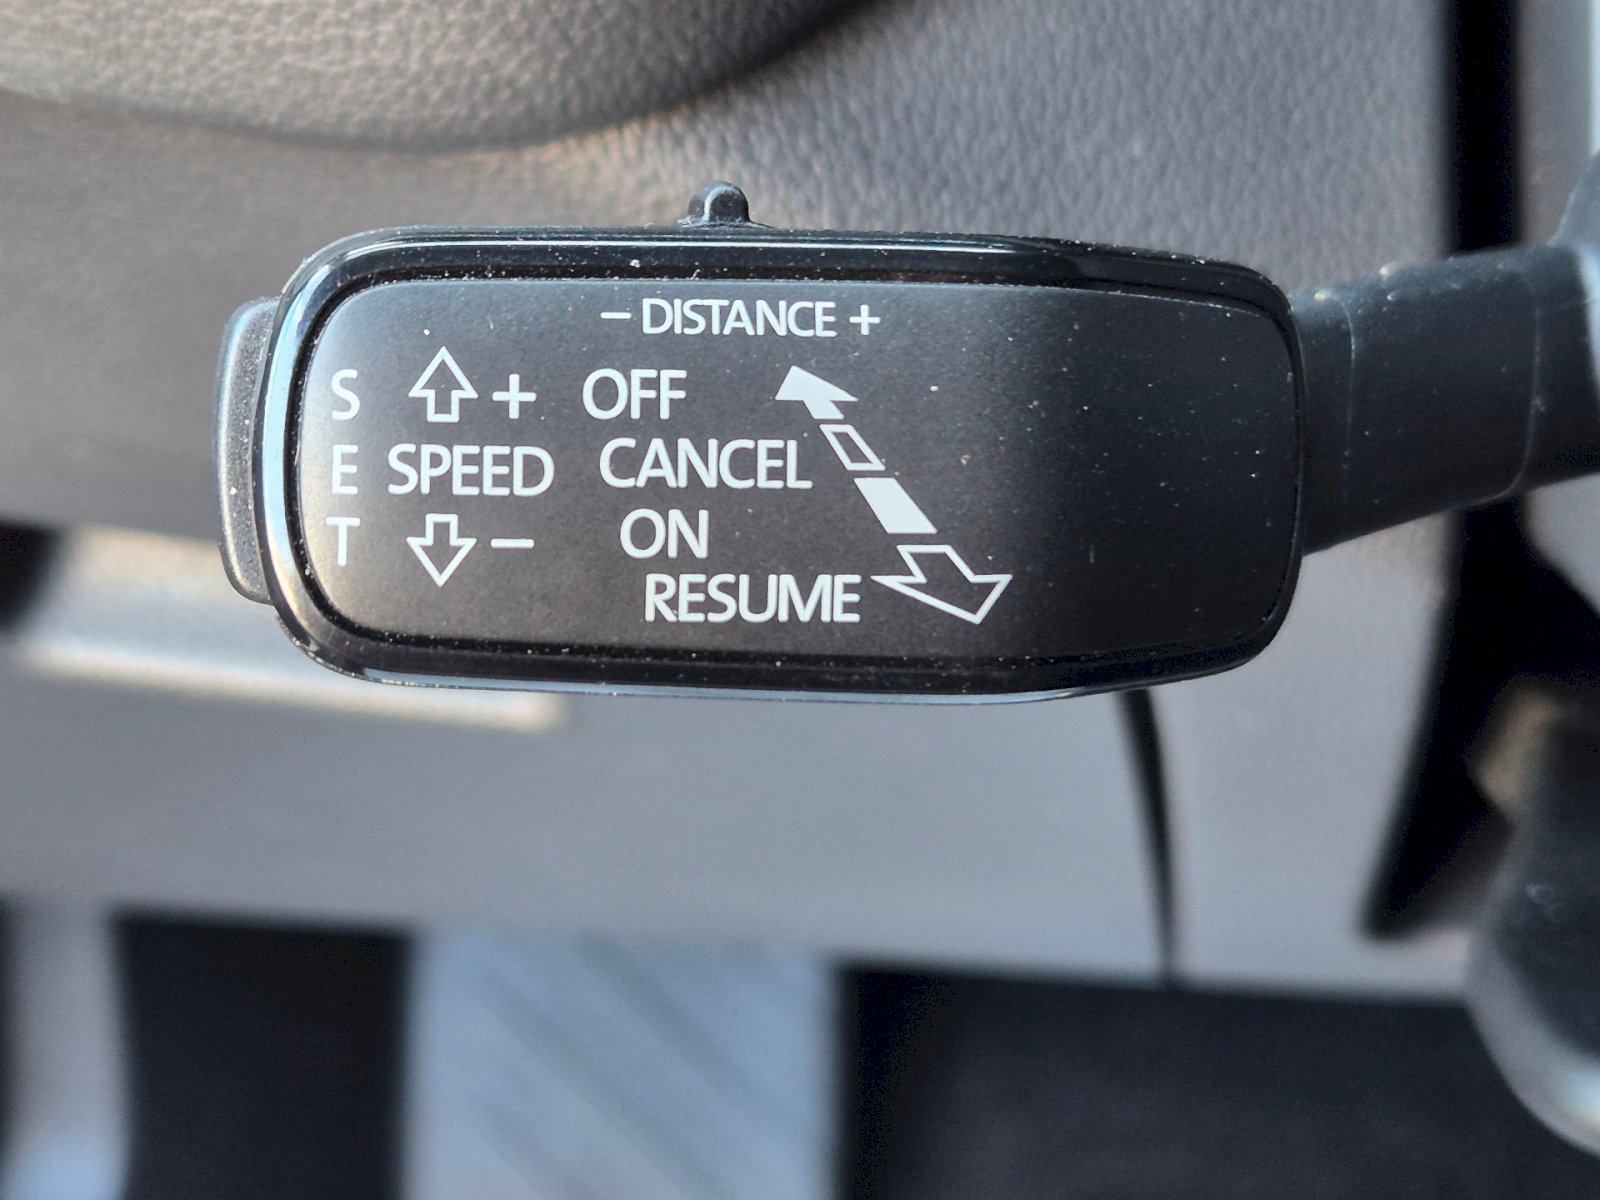 – DISTANCE +
S + OFF
E SPEED CANCEL
T – ON
RESUME